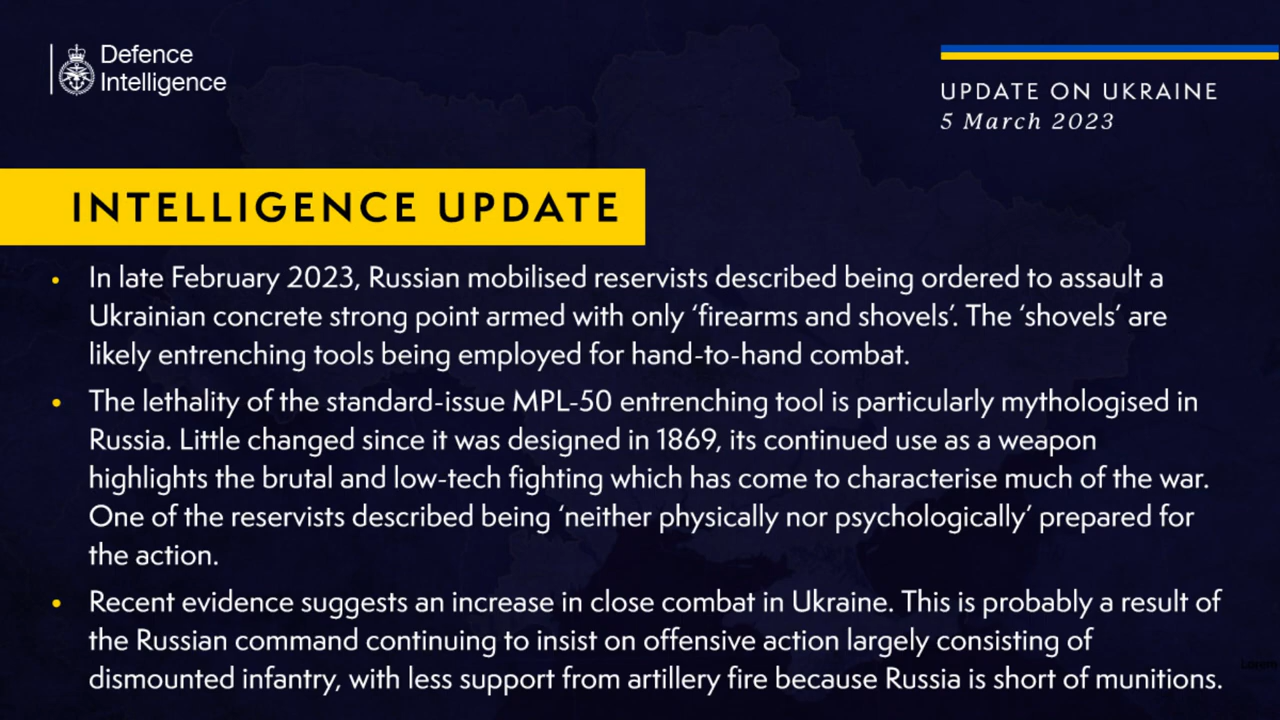 Defence
Intelligence
UPDATE ON UKRAINE
5 March 2023
INTELLIGENCE UPDATE
• In late February 2023, Russian mobilised reservists described being ordered to assault a
Ukrainian concrete strong point armed with only ‘firearms and shovels’. The ‘shovels’ are
likely entrenching tools being employed for hand-to-hand combat.
• The lethality of the standard-issue MPL-50 entrenching tool is particularly mythologised in
Russia. Little changed since it was designed in 1869, its continued use as a weapon
highlights the brutal and low-tech fighting which has come to characterise much of the war.
One of the reservists described being ‘neither physically nor psychologically’ prepared for
the action.
• Recent evidence suggests an increase in close combat in Ukraine. This is probably a result of
the Russian command continuing to insist on offensive action largely consisting of
dismounted infantry, with less support from artillery fire because Russia is short of munitions.